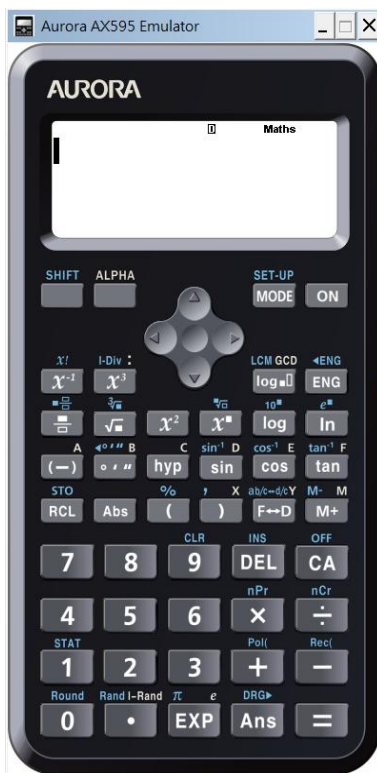 Aurora AX595 Emulator
AURORA
D Maths
SHIFT ALPHA SET-UP
MODE ON
x! I-Div : LCM GCD ◄ENG
x⁻¹ x³ log■▯ ENG
■▯/▯ ³√■ ■√▯ 10■ e■
▯/▯ √■ x² x■ log ln
A ◄° ' " B C sin⁻¹ D cos⁻¹ E tan⁻¹ F
(−) ° ' " hyp sin cos tan
STO % , X ab/c↔d/c Y M- M
RCL Abs ( ) F↔D M+
CLR INS OFF
7 8 9 DEL CA
nPr nCr
4 5 6 × ÷
STAT Pol( Rec(
1 2 3 + −
Round Rand I-Rand π e DRG►
0 • EXP Ans =